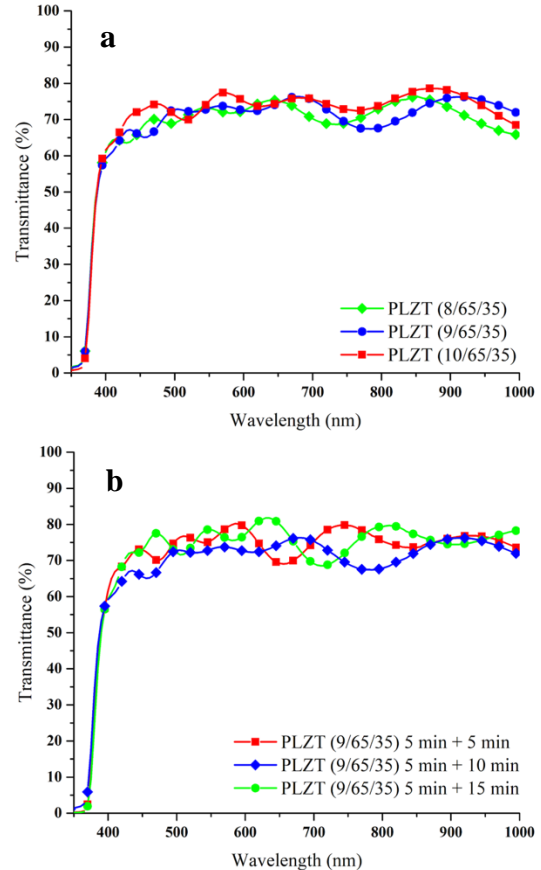 a
100
90
80
70
60
50
40
30
20
10
0
Transmittance (%)
PLZT (8/65/35)
PLZT (9/65/35)
PLZT (10/65/35)
400 500 600 700 800 900 1000
Wavelength (nm)
b
100
90
80
70
60
50
40
30
20
10
0
Transmittance (%)
PLZT (9/65/35) 5 min + 5 min
PLZT (9/65/35) 5 min + 10 min
PLZT (9/65/35) 5 min + 15 min
400 500 600 700 800 900 1000
Wavelength (nm)